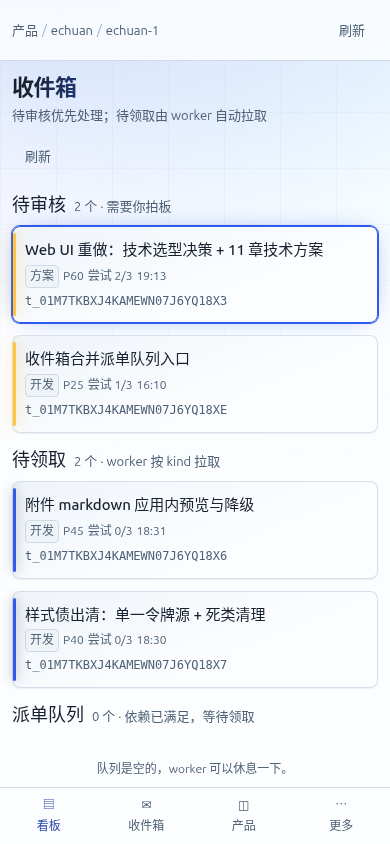 产品 / echuan / echuan-1
刷新
收件箱
待审核优先处理；待领取由 worker 自动拉取
刷新
待审核 2 个 · 需要你拍板
Web UI 重做：技术选型决策 + 11 章技术方案
方案 P60 尝试 2/3 19:13
t_01M7TKBXJ4KAMEWN07J6YQ18X3
收件箱合并派单队列入口
开发 P25 尝试 1/3 16:10
t_01M7TKBXJ4KAMEWN07J6YQ18XE
待领取 2 个 · worker 按 kind 拉取
附件 markdown 应用内预览与降级
开发 P45 尝试 0/3 18:31
t_01M7TKBXJ4KAMEWN07J6YQ18X6
样式债出清：单一令牌源 + 死类清理
开发 P40 尝试 0/3 18:30
t_01M7TKBXJ4KAMEWN07J6YQ18X7
派单队列 0 个 · 依赖已满足，等待领取
队列是空的，worker 可以休息一下。
看板 收件箱 产品 更多